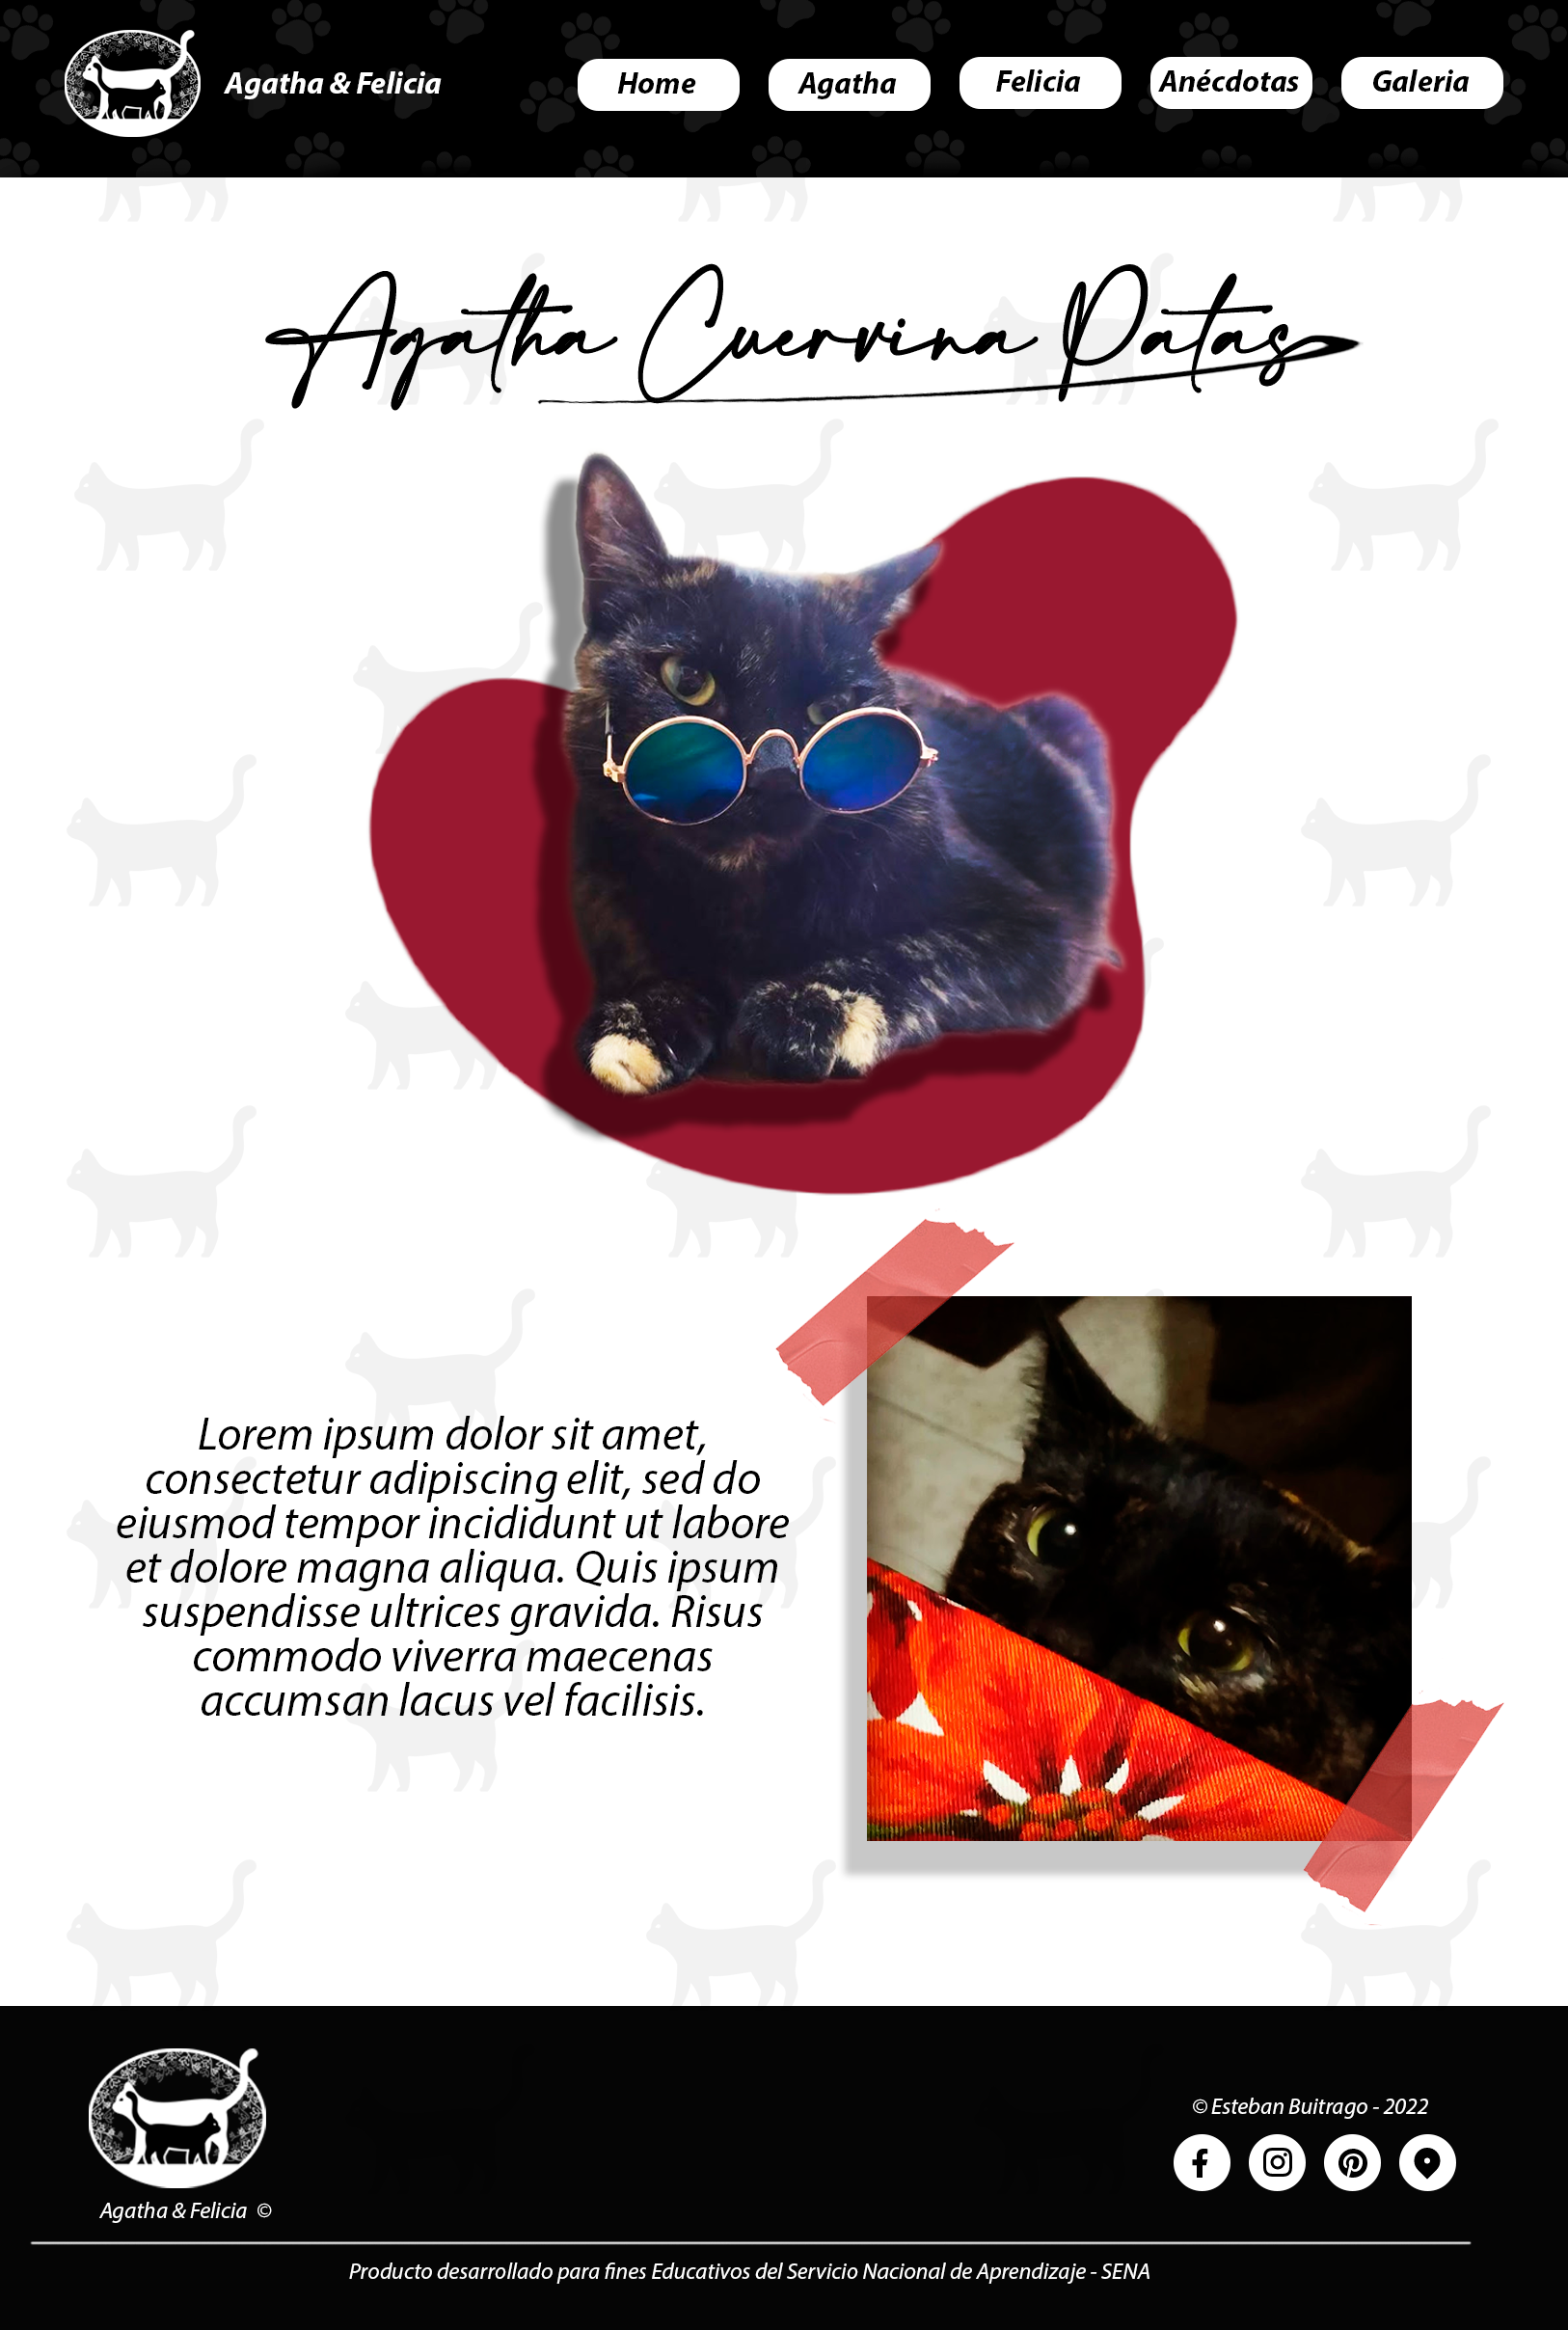 Agatha & Felicia
Home
Agatha
Felicia
Anécdotas
Galeria
Agatha Cuervina Patas
Lorem ipsum dolor sit amet,
consectetur adipiscing elit, sed do
eiusmod tempor incididunt ut labore
et dolore magna aliqua. Quis ipsum
suspendisse ultrices gravida. Risus
commodo viverra maecenas
accumsan lacus vel facilisis.
© Esteban Buitrago - 2022
Agatha & Felicia ©
Producto desarrollado para fines Educativos del Servicio Nacional de Aprendizaje - SENA